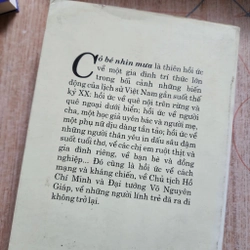 Cô bé nhìn mưa là thiên hồi ức
về một gia đình trí thức lớn
trong bối cảnh những biến
động của lịch sử Việt Nam gần suốt thế
kỷ XX: hồi ức về quê nội trên rừng và
quê ngoại dưới biển; hồi ức về người
cha, một học giả uyên bác và người mẹ,
một phụ nữ dịu dàng tần tảo; hồi ức về
những người thân yêu in dấu sâu đậm
suốt tuổi thơ, về các chị em ruột thịt và
gia đình riêng, về bạn bè và đồng
nghiệp... Đó cũng là hồi ức về cách
mạng và kháng chiến, về Chủ tịch Hồ
Chí Minh và Đại tướng Võ Nguyên
Giáp, về những người lính trẻ đã ra đi
không trở lại.